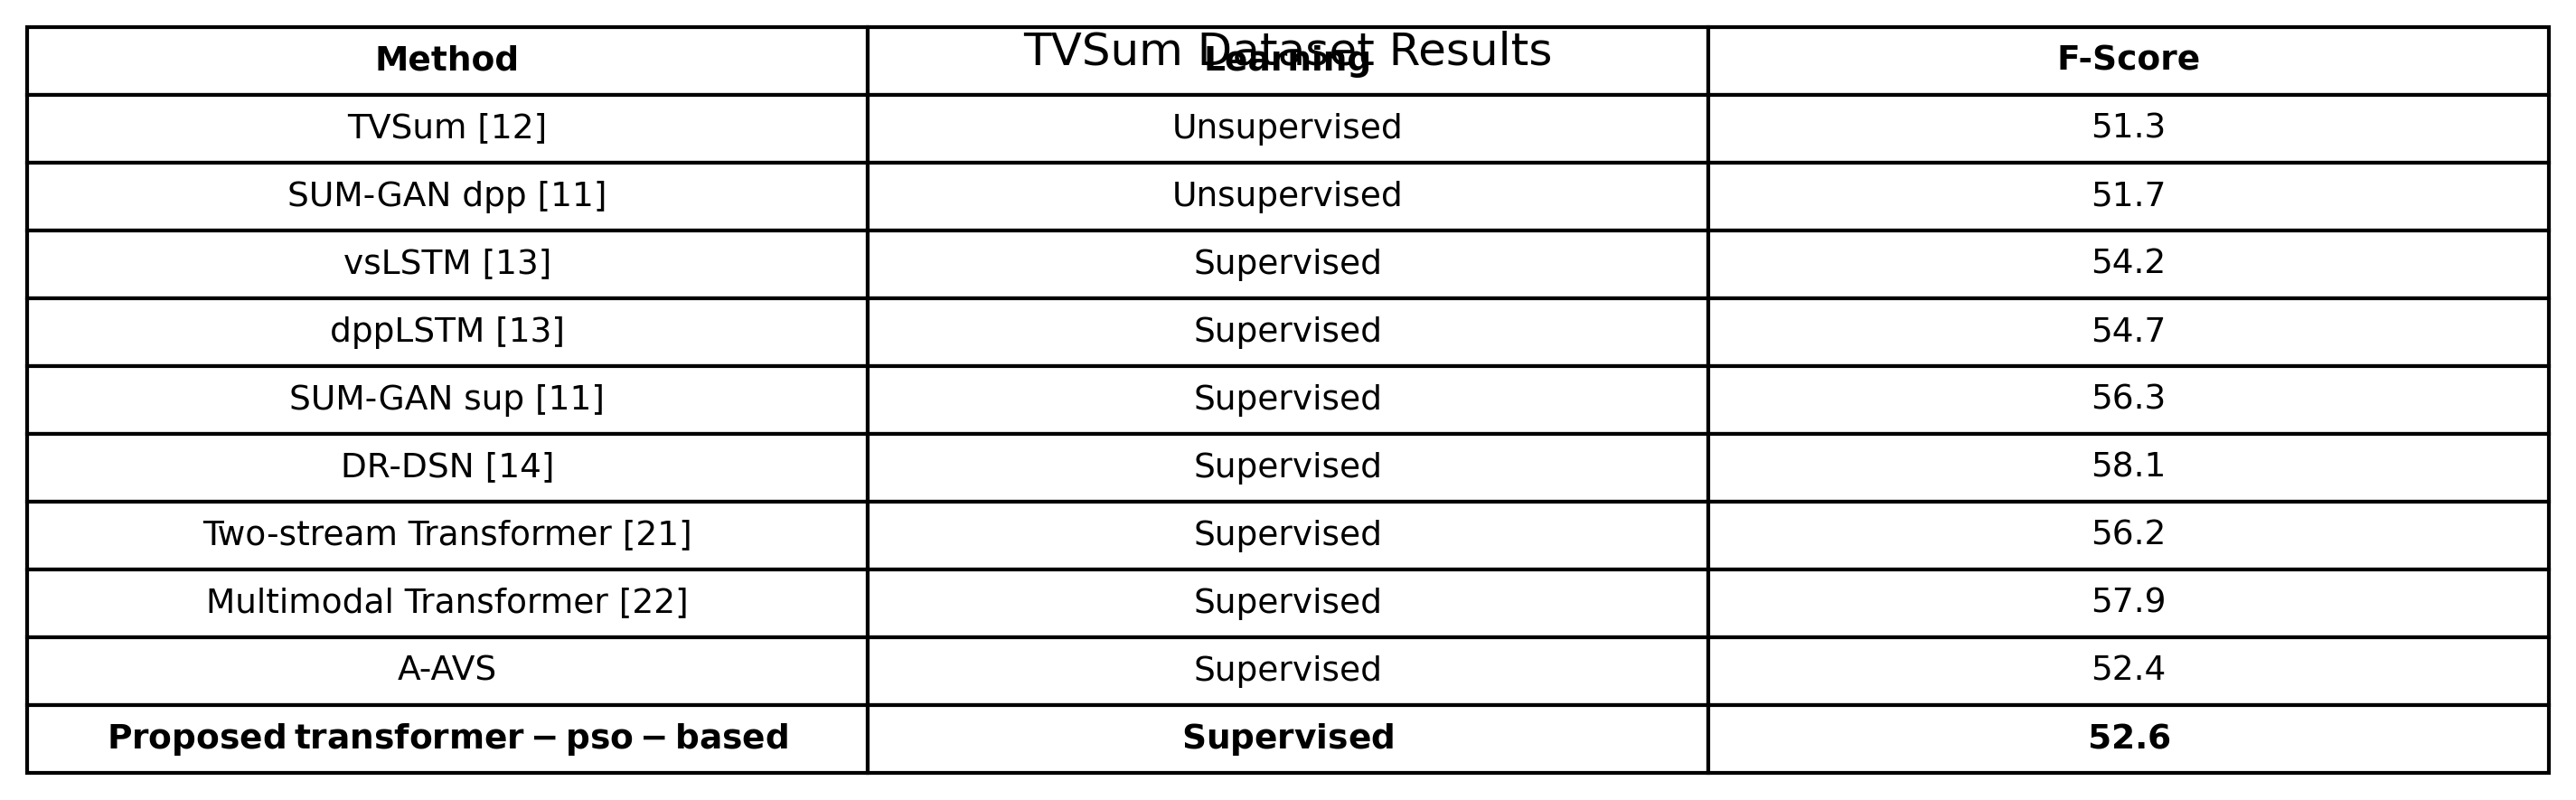 TVSum Dataset Results
Method Learning F-Score
TVSum [12] Unsupervised 51.3
SUM-GAN dpp [11] Unsupervised 51.7
vsLSTM [13] Supervised 54.2
dppLSTM [13] Supervised 54.7
SUM-GAN sup [11] Supervised 56.3
DR-DSN [14] Supervised 58.1
Two-stream Transformer [21] Supervised 56.2
Multimodal Transformer [22] Supervised 57.9
A-AVS Supervised 52.4
Proposed transformer − pso − based Supervised 52.6